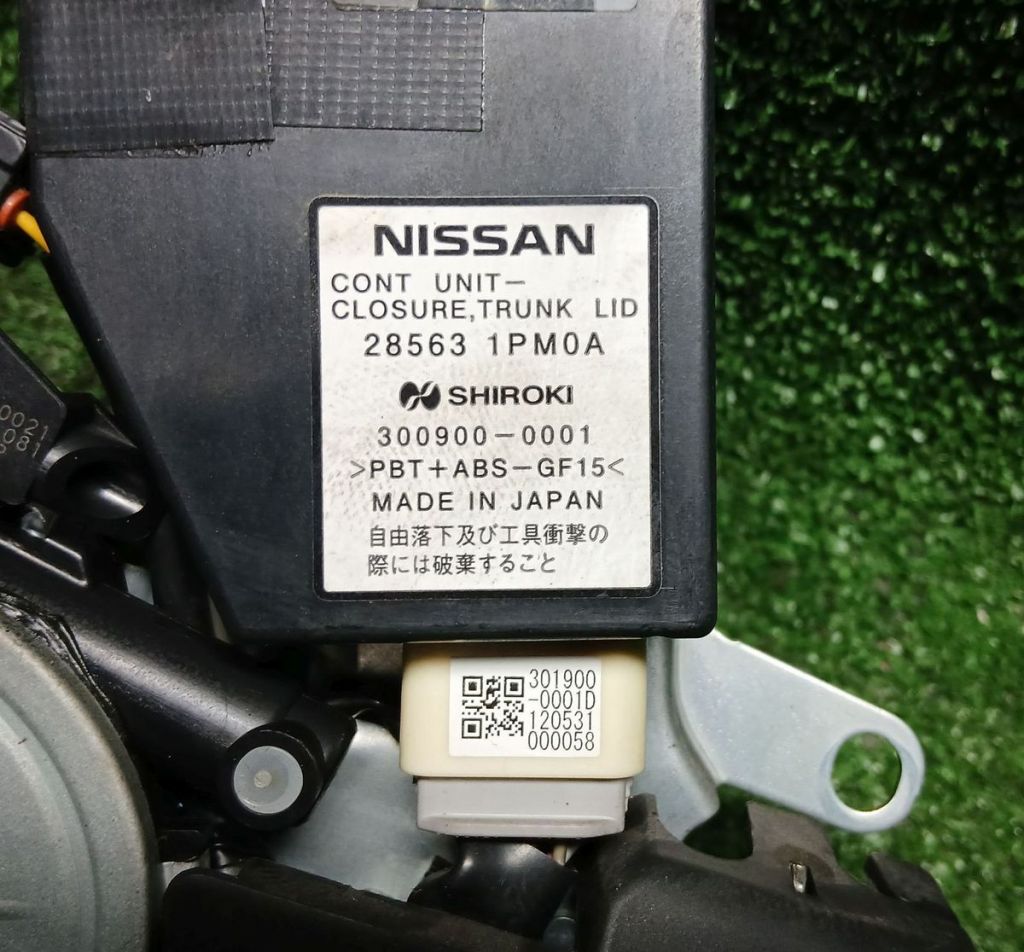 NISSAN
CONT UNIT-
CLOSURE,TRUNK LID
28563 1PM0A
SHIROKI
300900-0001
>PBT+ABS-GF15<
MADE IN JAPAN
自由落下及び工具衝撃の
際には破棄すること
301900
-0001D
120531
000058
0021
081